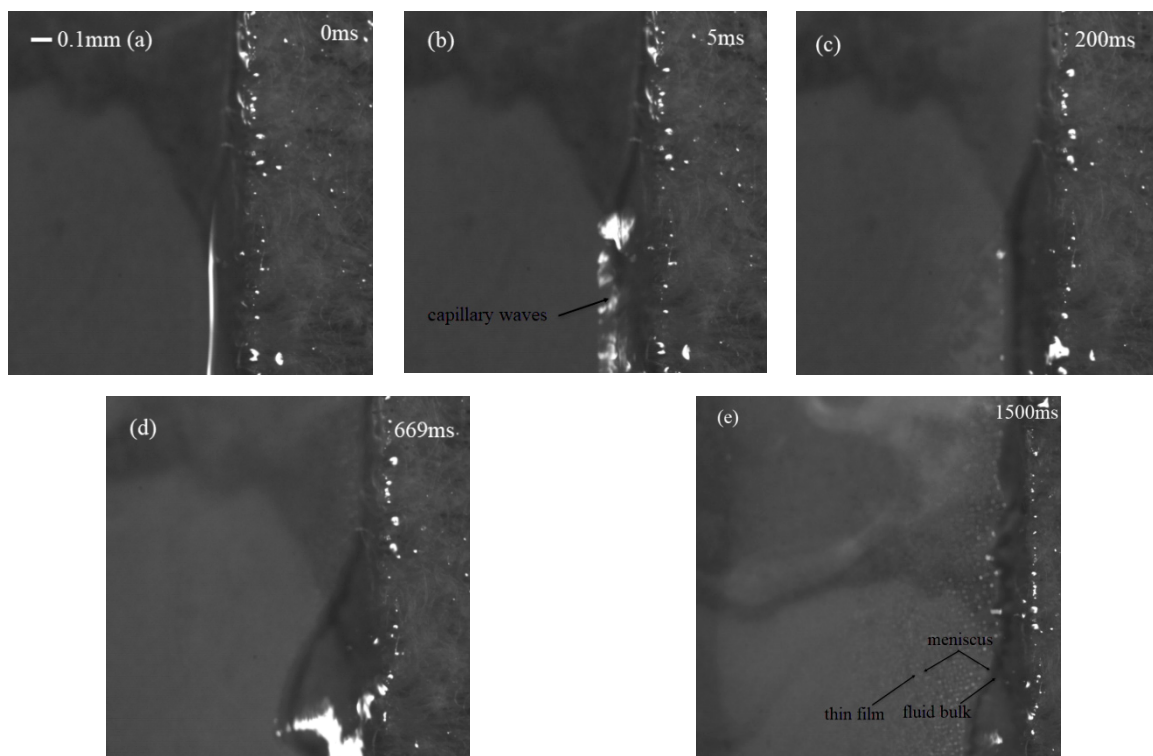 0.1mm (a)
0ms
(b)
5ms
capillary waves
(c)
200ms
(d)
669ms
(e)
1500ms
meniscus
thin film
fluid bulk